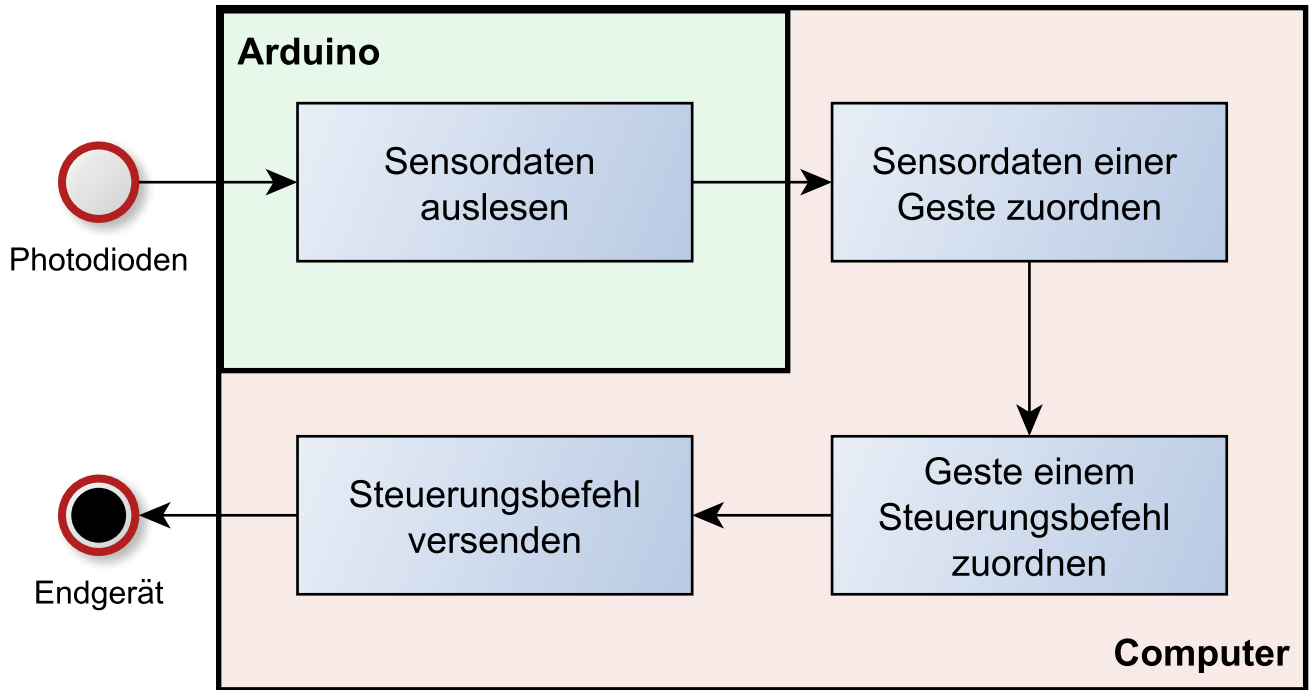 Arduino
Sensordaten
auslesen
Sensordaten einer
Geste zuordnen
Photodioden
Geste einem
Steuerungsbefehl
zuordnen
Steuerungsbefehl
versenden
Endgerät
Computer